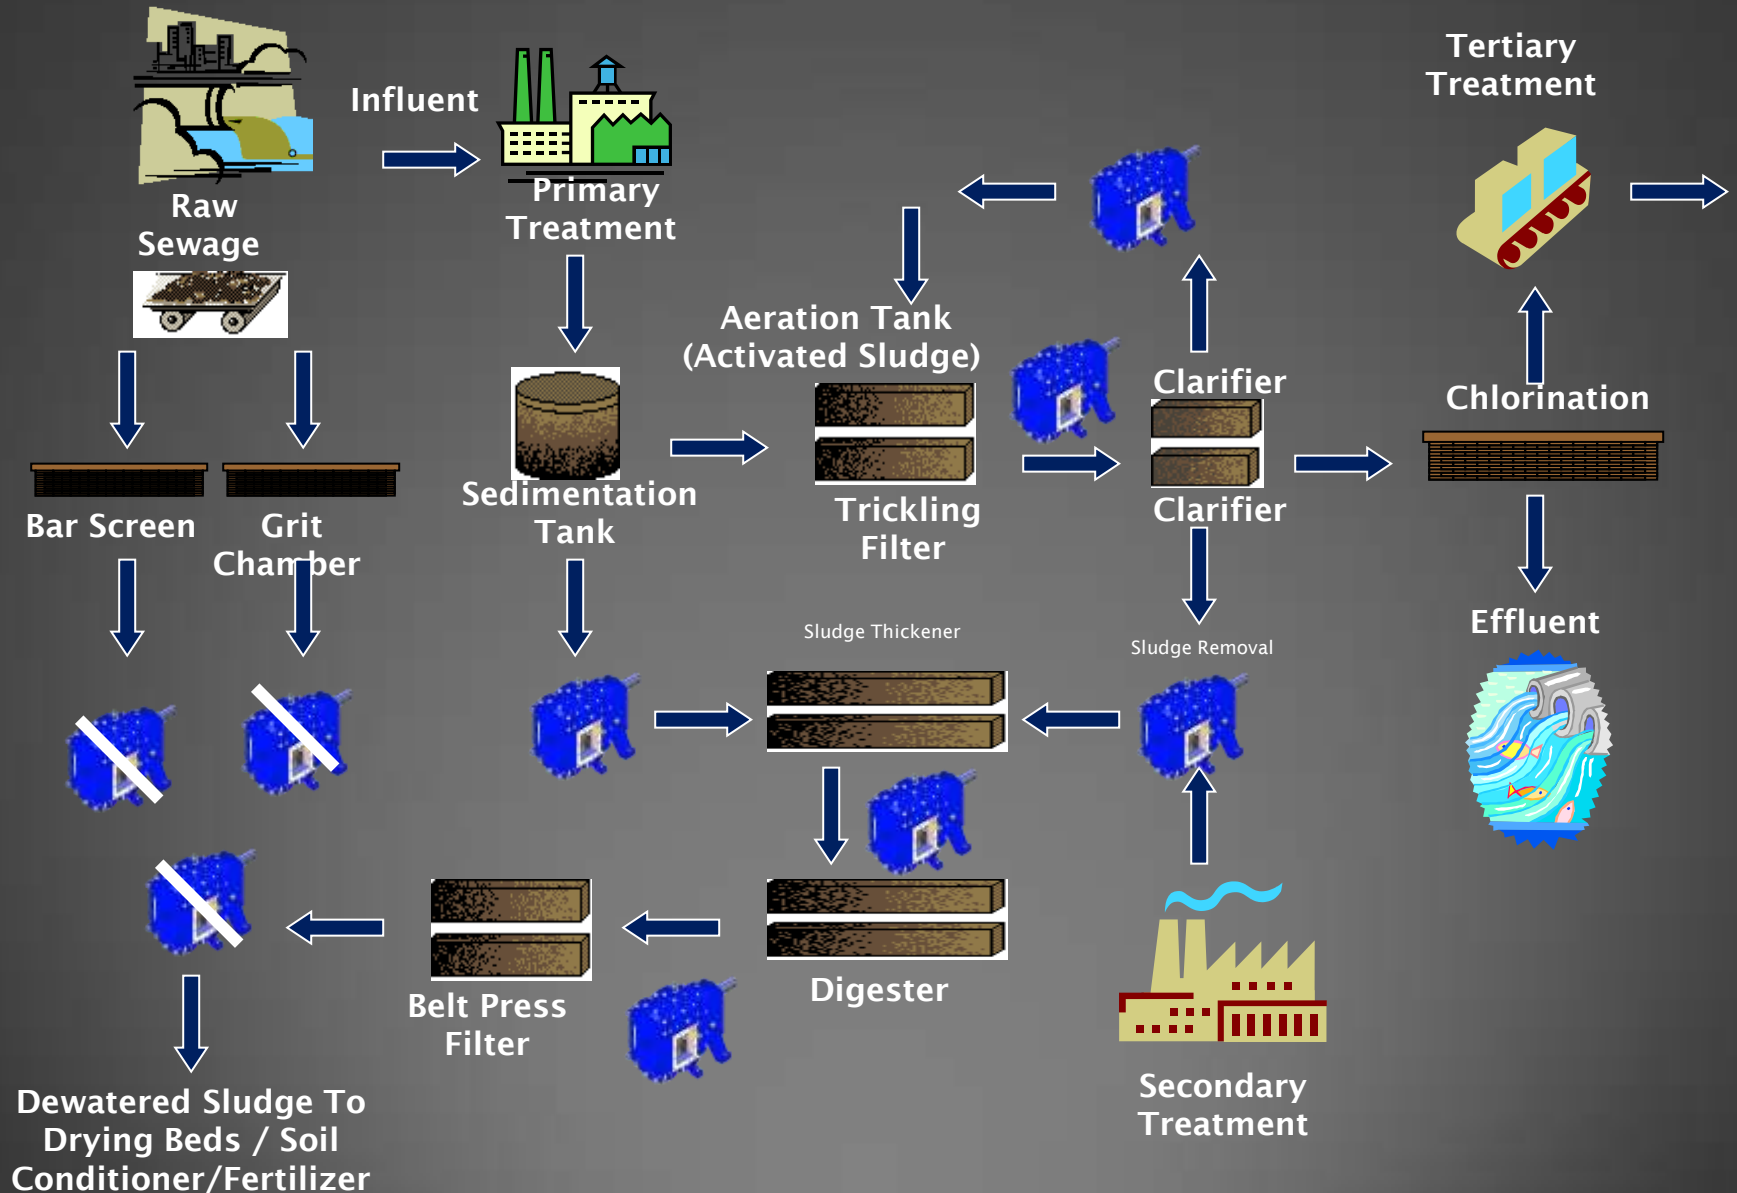 Tertiary
Treatment
Influent
Raw
Sewage
Primary
Treatment
Aeration Tank
(Activated Sludge)
Clarifier
Chlorination
Sedimentation
Tank
Trickling
Filter
Clarifier
Bar Screen
Grit
Chamber
Effluent
Sludge Thickener
Sludge Removal
Digester
Belt Press
Filter
Secondary
Treatment
Dewatered Sludge To
Drying Beds / Soil
Conditioner/Fertilizer